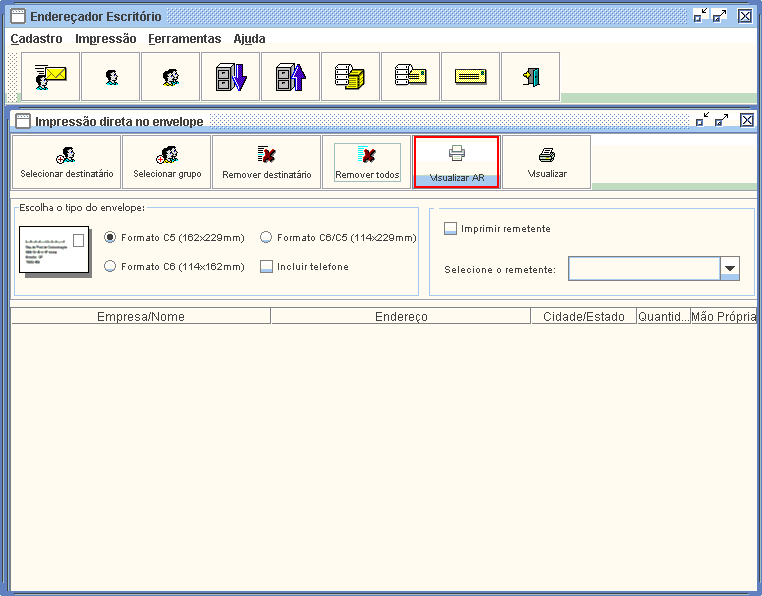 Endereçador Escritório
Cadastro Impressão Ferramentas Ajuda
Impressão direta no envelope
Selecionar destinatário Selecionar grupo Remover destinatário Remover todos Visualizar AR Visualizar
Escolha o tipo do envelope:
Formato C5 (162x229mm) Formato C6/C5 (114x229mm)
Formato C6 (114x162mm) Incluir telefone
Imprimir remetente
Selecione o remetente:
Empresa/Nome Endereço Cidade/Estado Quantid... Mão Própria